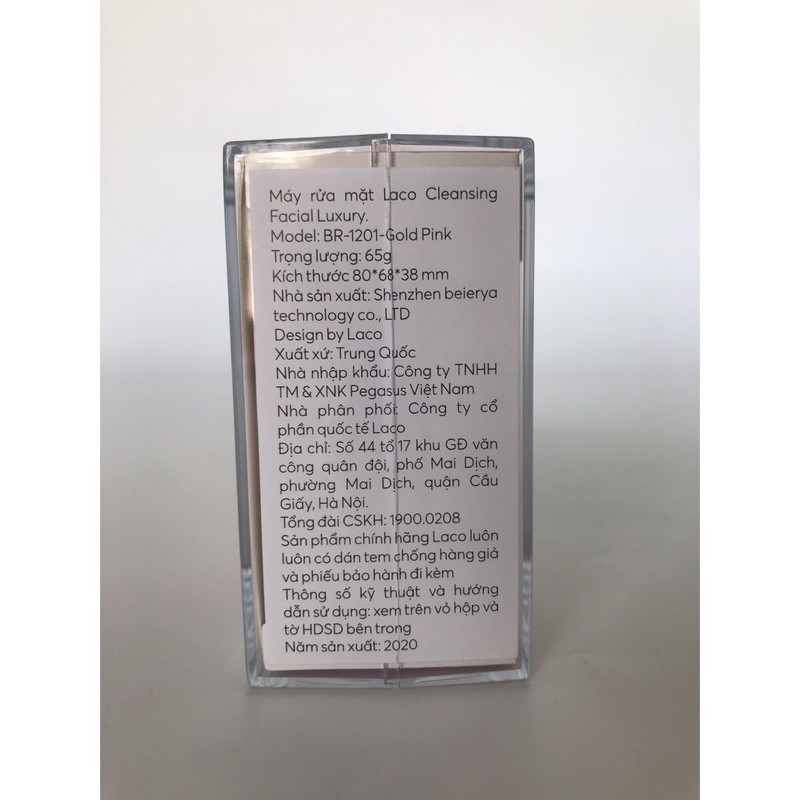 Máy rửa mặt Laco Cleansing
Facial Luxury.
Model: BR-1201-Gold Pink
Trọng lượng: 65g
Kích thước 80*68*38 mm
Nhà sản xuất: Shenzhen beierya
technology co., LTD
Design by Laco
Xuất xứ: Trung Quốc
Nhà nhập khẩu: Công ty TNHH
TM & XNK Pegasus Việt Nam
Nhà phân phối: Công ty cổ
phần quốc tế Laco
Địa chỉ: Số 44 tổ 17 khu GĐ văn
công quân đội, phố Mai Dịch,
phường Mai Dịch, quận Cầu
Giấy, Hà Nội.
Tổng đài CSKH: 1900.0208
Sản phẩm chính hãng Laco luôn
luôn có dán tem chống hàng giả
và phiếu bảo hành đi kèm
Thông số kỹ thuật và hướng
dẫn sử dụng: xem trên vỏ hộp và
tờ HDSD bên trong
Năm sản xuất: 2020